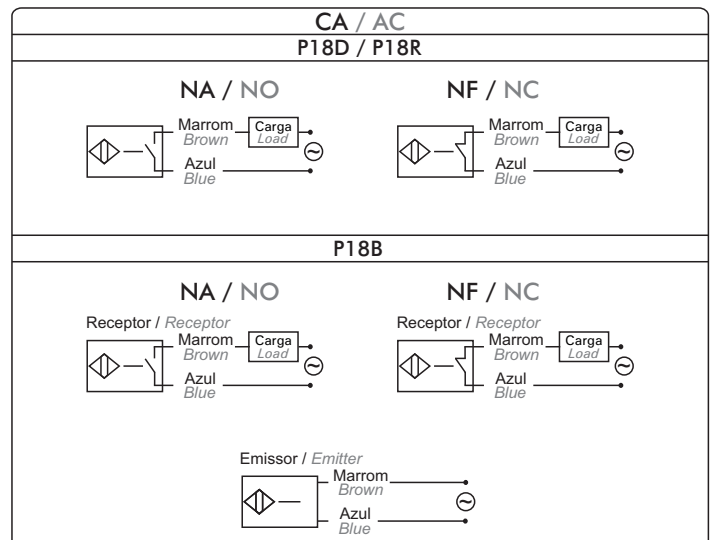 CA / AC
P18D / P18R
NA / NO
NF / NC
Marrom
Brown
Carga
Load
Azul
Blue
Marrom
Brown
Carga
Load
Azul
Blue
P18B
NA / NO
NF / NC
Receptor / Receptor
Marrom
Brown
Carga
Load
Azul
Blue
Receptor / Receptor
Marrom
Brown
Carga
Load
Azul
Blue
Emissor / Emitter
Marrom
Brown
Azul
Blue